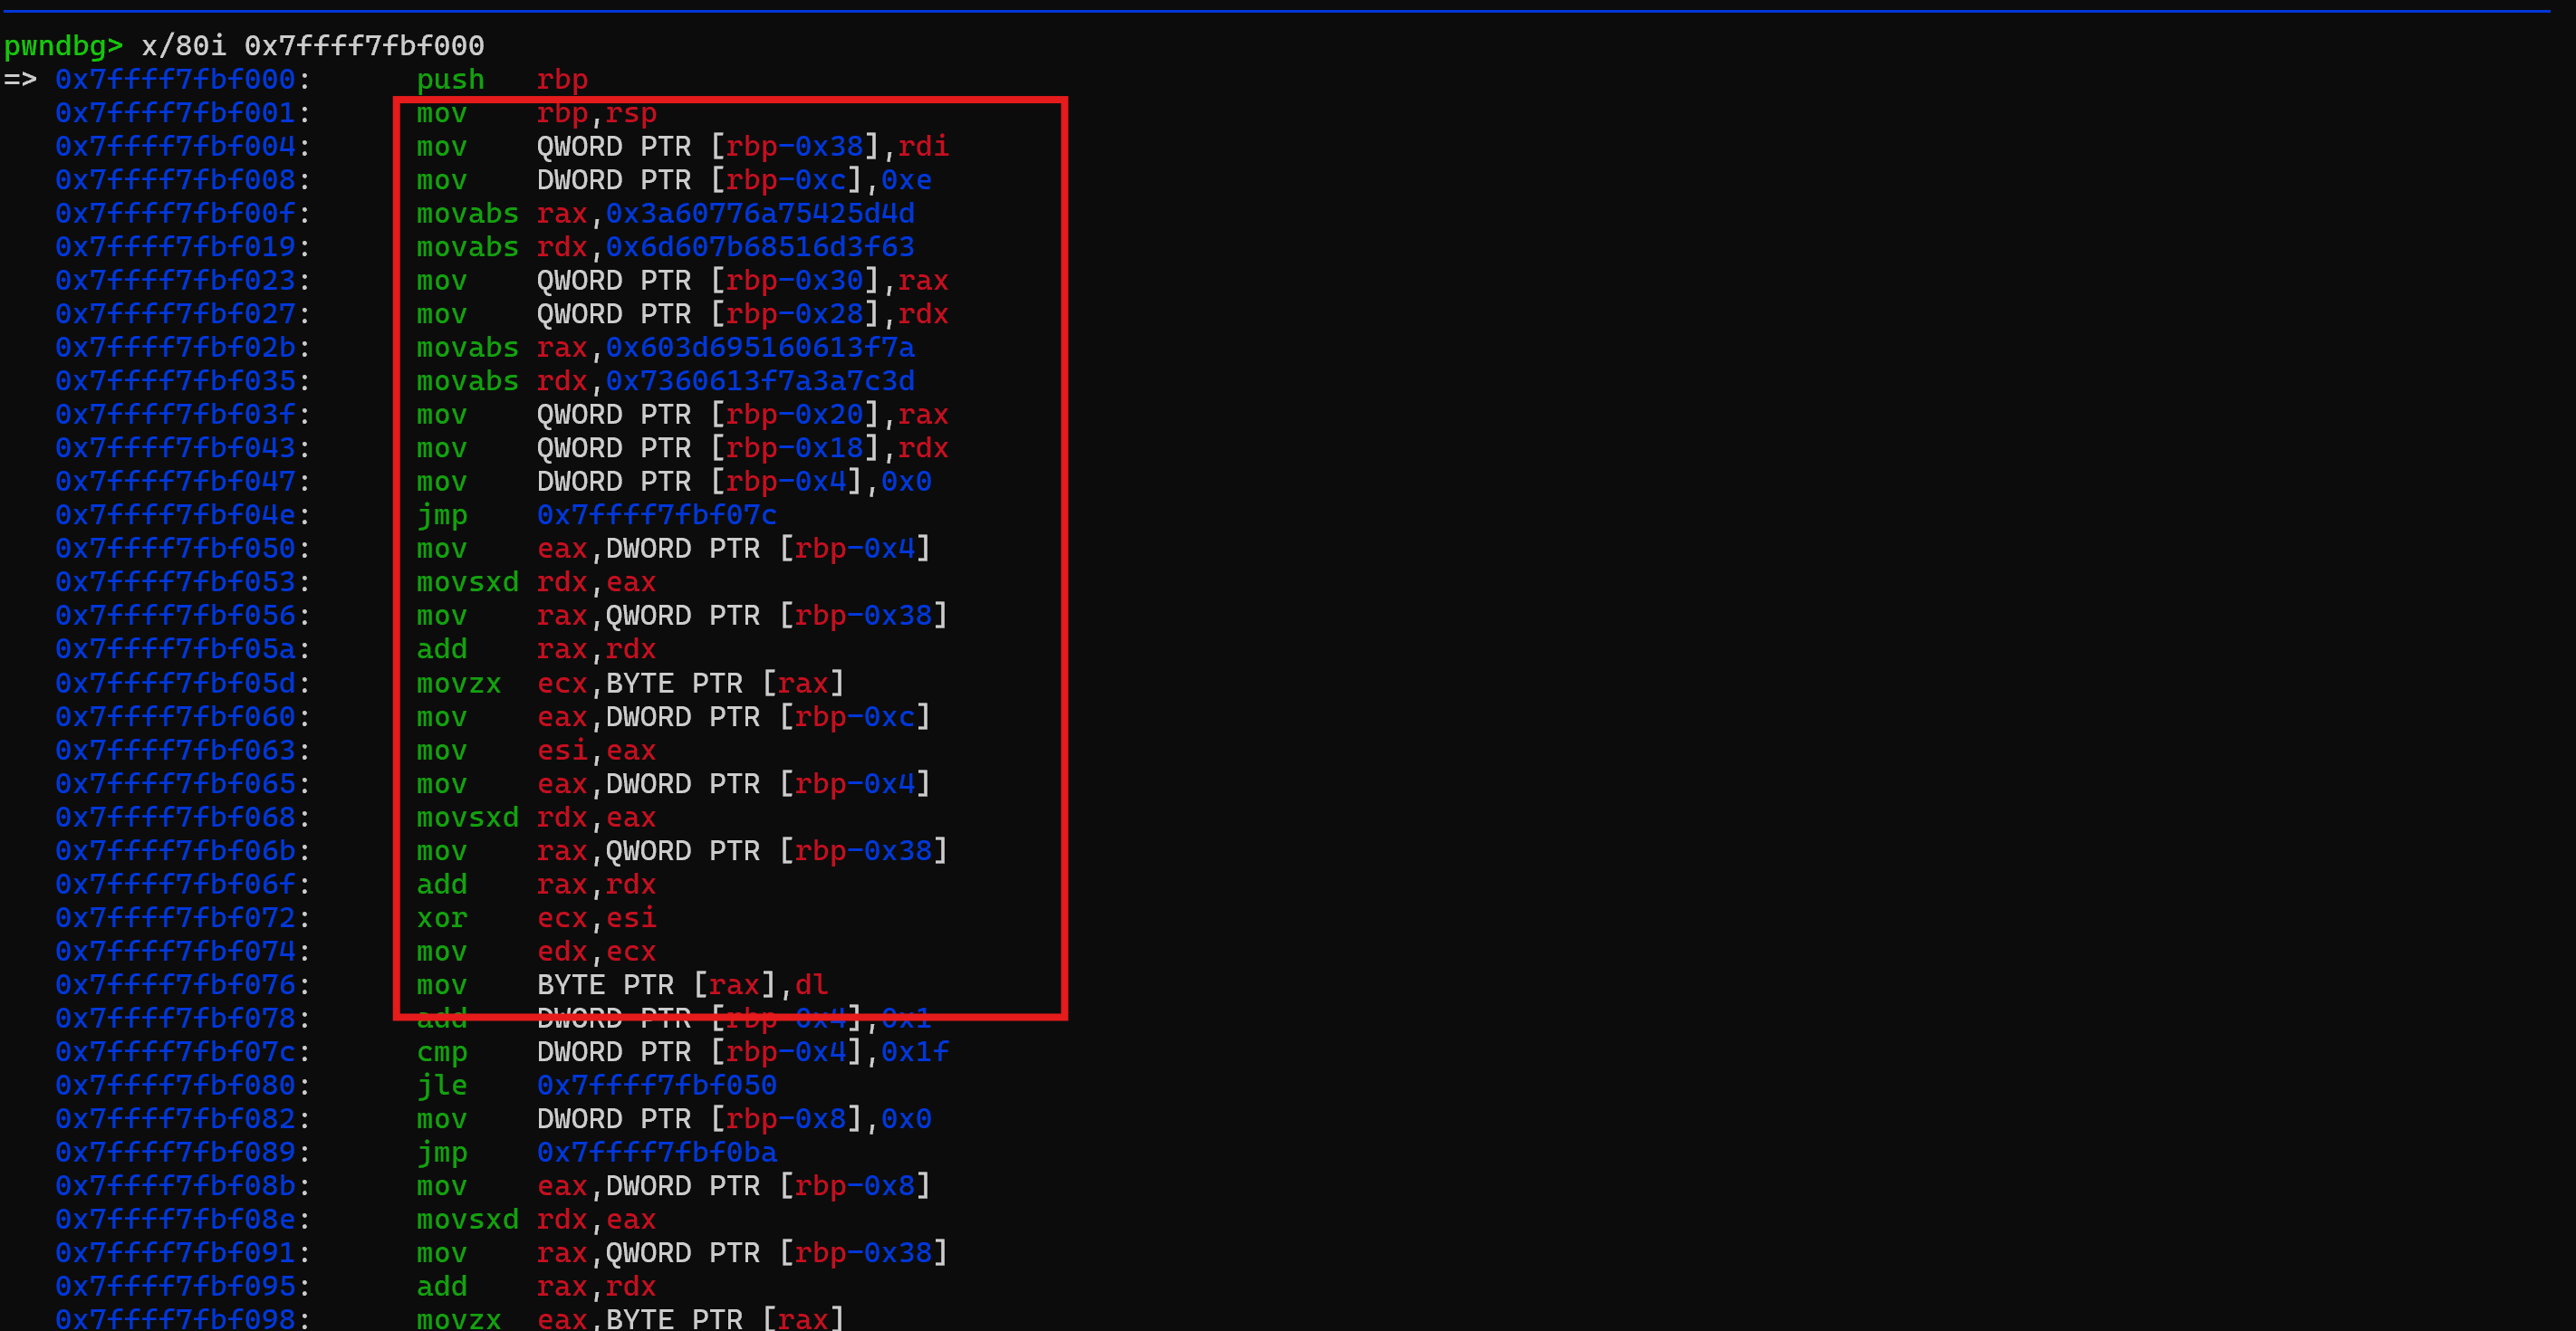 pwndbg> x/80i 0x7ffff7fbf000
=> 0x7ffff7fbf000: push rbp
0x7ffff7fbf001: mov rbp,rsp
0x7ffff7fbf004: mov QWORD PTR [rbp-0x38],rdi
0x7ffff7fbf008: mov DWORD PTR [rbp-0xc],0xe
0x7ffff7fbf00f: movabs rax,0x3a60776a75425d4d
0x7ffff7fbf019: movabs rdx,0x6d607b68516d3f63
0x7ffff7fbf023: mov QWORD PTR [rbp-0x30],rax
0x7ffff7fbf027: mov QWORD PTR [rbp-0x28],rdx
0x7ffff7fbf02b: movabs rax,0x603d695160613f7a
0x7ffff7fbf035: movabs rdx,0x7360613f7a3a7c3d
0x7ffff7fbf03f: mov QWORD PTR [rbp-0x20],rax
0x7ffff7fbf043: mov QWORD PTR [rbp-0x18],rdx
0x7ffff7fbf047: mov DWORD PTR [rbp-0x4],0x0
0x7ffff7fbf04e: jmp 0x7ffff7fbf07c
0x7ffff7fbf050: mov eax,DWORD PTR [rbp-0x4]
0x7ffff7fbf053: movsxd rdx,eax
0x7ffff7fbf056: mov rax,QWORD PTR [rbp-0x38]
0x7ffff7fbf05a: add rax,rdx
0x7ffff7fbf05d: movzx ecx,BYTE PTR [rax]
0x7ffff7fbf060: mov eax,DWORD PTR [rbp-0xc]
0x7ffff7fbf063: mov esi,eax
0x7ffff7fbf065: mov eax,DWORD PTR [rbp-0x4]
0x7ffff7fbf068: movsxd rdx,eax
0x7ffff7fbf06b: mov rax,QWORD PTR [rbp-0x38]
0x7ffff7fbf06f: add rax,rdx
0x7ffff7fbf072: xor ecx,esi
0x7ffff7fbf074: mov edx,ecx
0x7ffff7fbf076: mov BYTE PTR [rax],dl
0x7ffff7fbf078: add DWORD PTR [rbp-0x4],0x1
0x7ffff7fbf07c: cmp DWORD PTR [rbp-0x4],0x1f
0x7ffff7fbf080: jle 0x7ffff7fbf050
0x7ffff7fbf082: mov DWORD PTR [rbp-0x8],0x0
0x7ffff7fbf089: jmp 0x7ffff7fbf0ba
0x7ffff7fbf08b: mov eax,DWORD PTR [rbp-0x8]
0x7ffff7fbf08e: movsxd rdx,eax
0x7ffff7fbf091: mov rax,QWORD PTR [rbp-0x38]
0x7ffff7fbf095: add rax,rdx
0x7ffff7fbf098: movzx eax,BYTE PTR [rax]